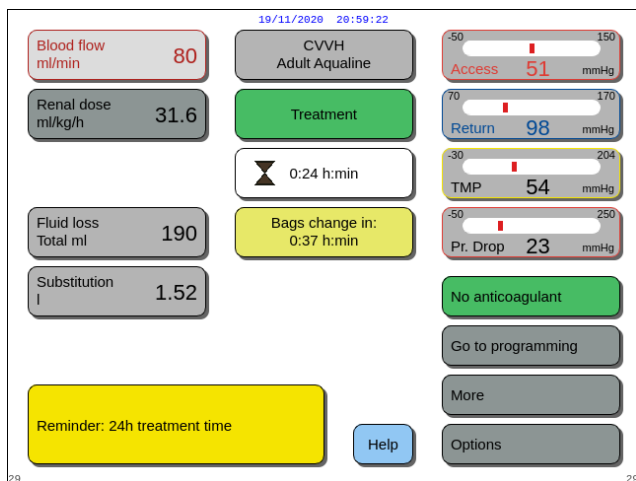 19/11/2020 20:59:22
Blood flow
ml/min
80
CVVH
Adult Aqualine
-50
150
Access
51
mmHg
Renal dose
ml/kg/h
31.6
Treatment
70
170
Return
98
mmHg
0:24 h:min
-30
204
TMP
54
mmHg
Fluid loss
Total ml
190
Bags change in:
0:37 h:min
-50
250
Pr. Drop
23
mmHg
Substitution
l
1.52
No anticoagulant
Go to programming
More
Reminder: 24h treatment time
Help
Options
29
29